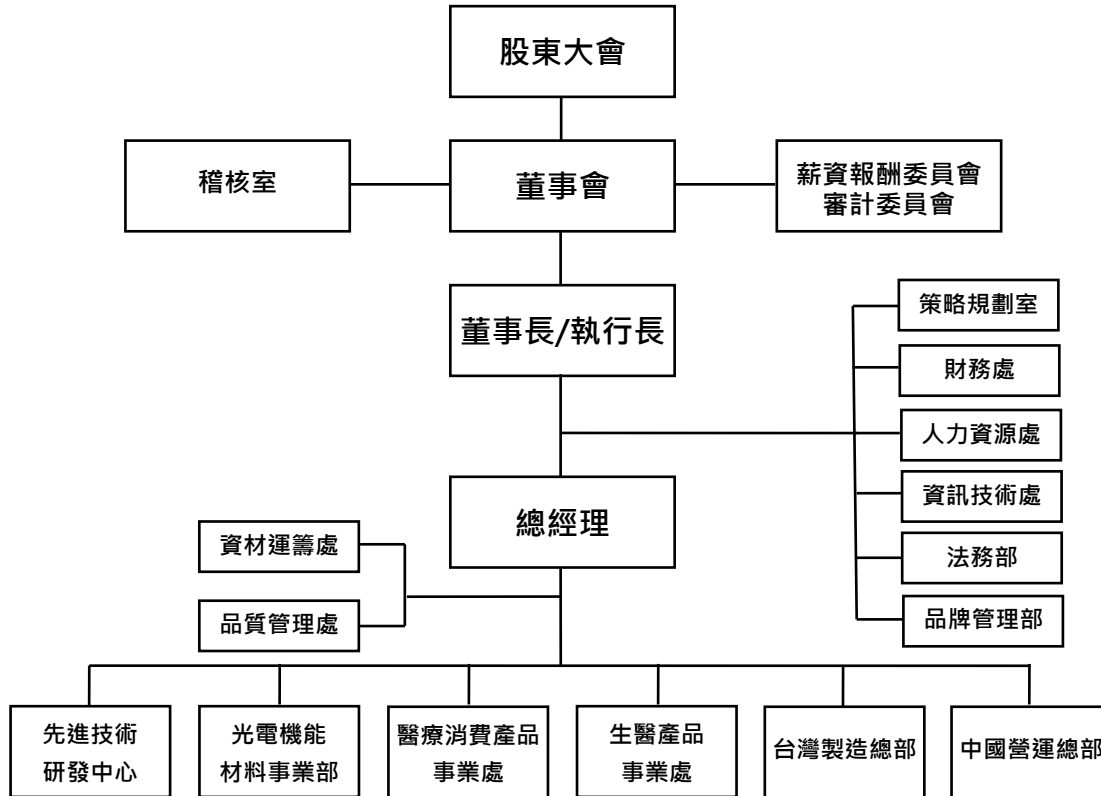 股東大會
稽核室
董事會
薪資報酬委員會
審計委員會
董事長/執行長
策略規劃室
財務處
人力資源處
資訊技術處
法務部
品牌管理部
總經理
資材運籌處
品質管理處
先進技術
研發中心
光電機能
材料事業部
醫療消費產品
事業處
生醫產品
事業處
台灣製造總部
中國營運總部